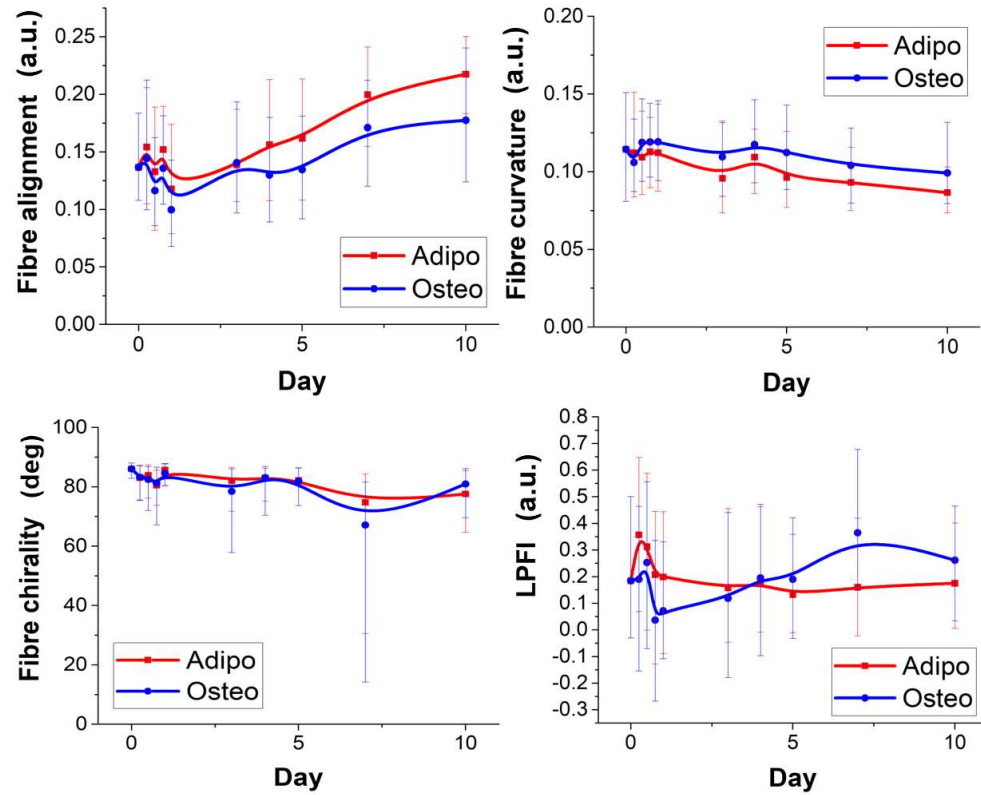 Fibre alignment (a.u.)
0.25
0.20
0.15
0.10
0.05
0.00
Adipo
Osteo
0 5 10
Day
Fibre curvature (a.u.)
0.20
0.15
0.10
0.05
0.00
Adipo
Osteo
0 5 10
Day
Fibre chirality (deg)
100
80
60
40
20
0
Adipo
Osteo
0 5 10
Day
LPFI (a.u.)
0.8
0.7
0.6
0.5
0.4
0.3
0.2
0.1
0.0
-0.1
-0.2
-0.3
Adipo
Osteo
0 5 10
Day